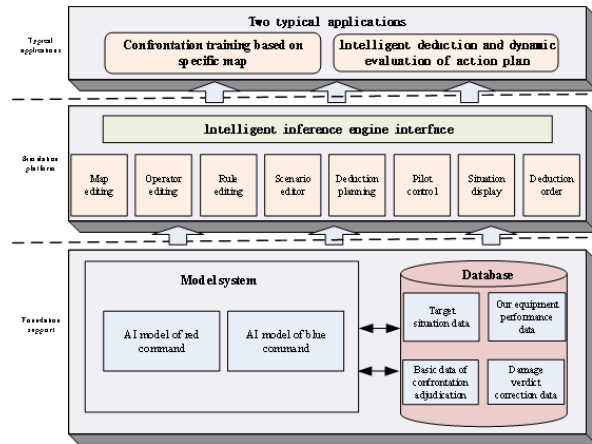 Two typical applications
Typical
applications
Confrontation training based on
specific map
Intelligent deduction and dynamic
evaluation of action plan
Intelligent inference engine interface
Simulation
platform
Map
editing
Operator
editing
Rule
editing
Scenario
editor
Deduction
planning
Pilot
control
Situation
display
Deduction
order
Foundation
support
Model system
AI model of red
command
AI model of blue
command
Database
Target
situation data
Our equipment
performance
data
Basic data of
confrontation
adjudication
Damage
verdict
correction data